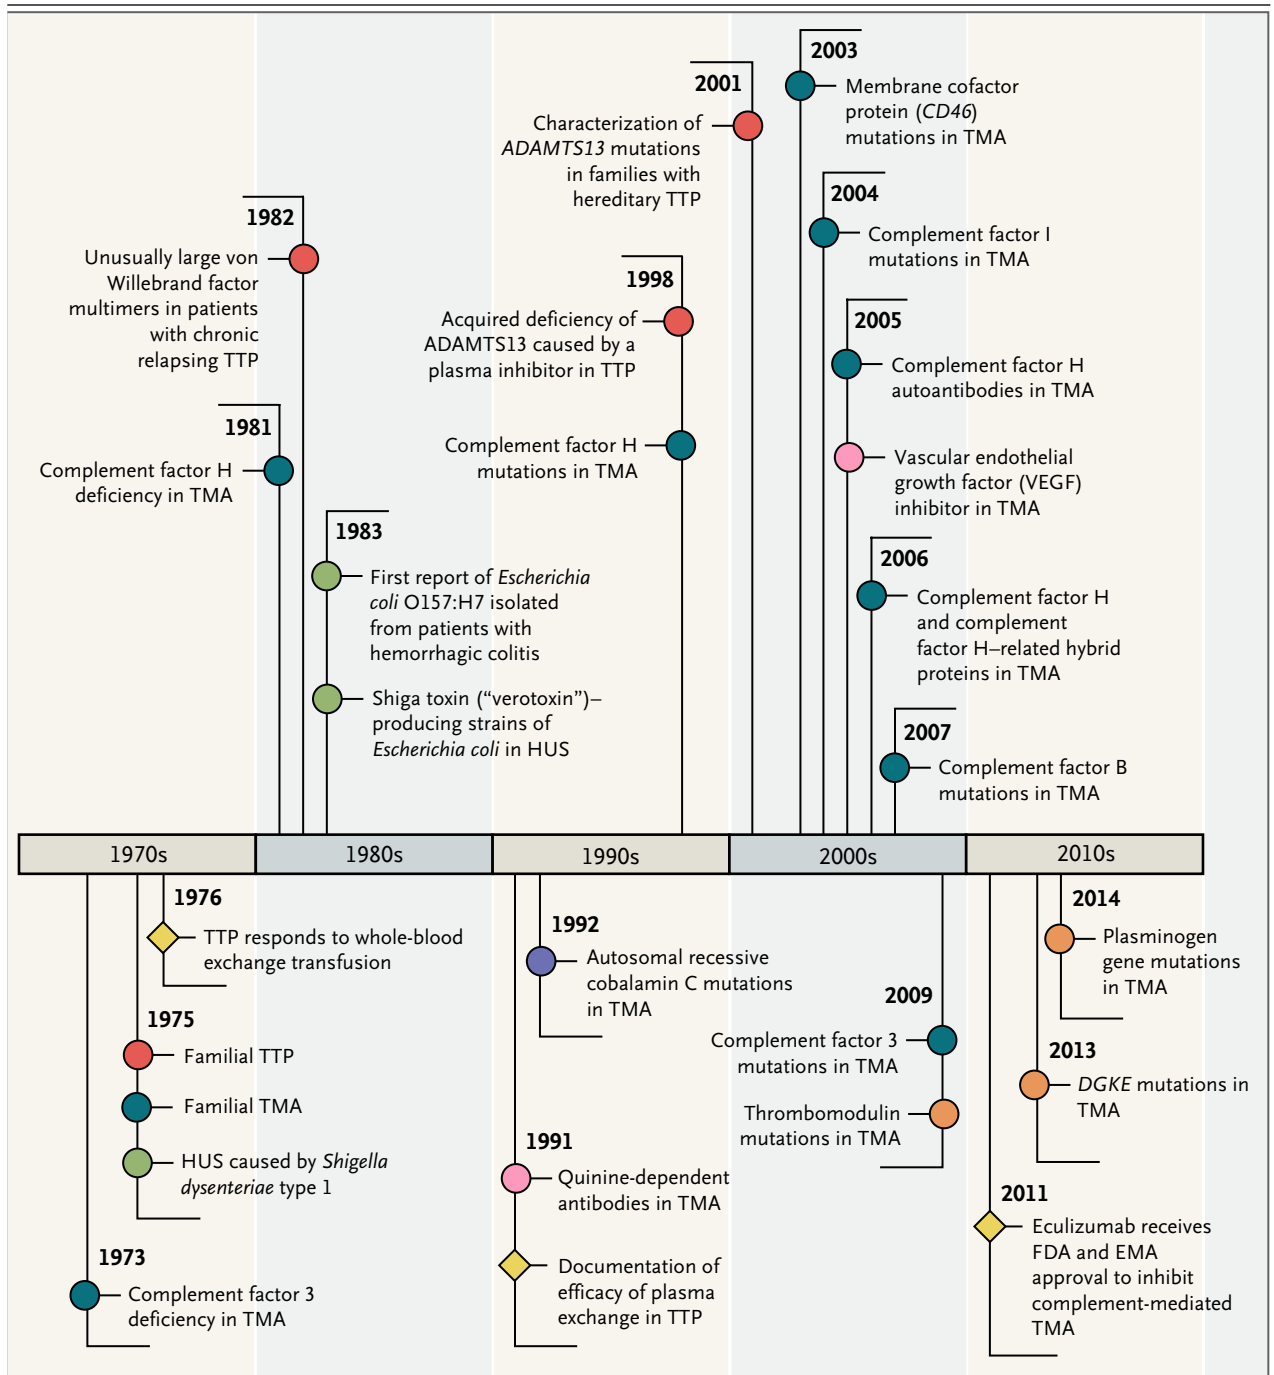 2003
Membrane cofactor
protein (CD46)
mutations in TMA
2001
Characterization of
ADAMTS13 mutations
in families with
hereditary TTP
2004
Complement factor I
mutations in TMA
1982
Unusually large von
Willebrand factor
multimers in patients
with chronic
relapsing TTP
1998
Acquired deficiency of
ADAMTS13 caused by a
plasma inhibitor in TTP
Complement factor H
mutations in TMA
2005
Complement factor H
autoantibodies in TMA
Vascular endothelial
growth factor (VEGF)
inhibitor in TMA
1981
Complement factor H
deficiency in TMA
1983
First report of Escherichia
coli O157:H7 isolated
from patients with
hemorrhagic colitis
Shiga toxin (“verotoxin”)–
producing strains of
Escherichia coli in HUS
2006
Complement factor H
and complement
factor H–related hybrid
proteins in TMA
2007
Complement factor B
mutations in TMA
1970s
1980s
1990s
2000s
2010s
1976
TTP responds to whole-blood
exchange transfusion
1975
Familial TTP
Familial TMA
HUS caused by Shigella
dysenteriae type 1
1973
Complement factor 3
deficiency in TMA
1992
Autosomal recessive
cobalamin C mutations
in TMA
1991
Quinine-dependent
antibodies in TMA
Documentation of
efficacy of plasma
exchange in TTP
2009
Complement factor 3
mutations in TMA
Thrombomodulin
mutations in TMA
2014
Plasminogen
gene mutations
in TMA
2013
DGKE mutations in
TMA
2011
Eculizumab receives
FDA and EMA
approval to inhibit
complement-mediated
TMA